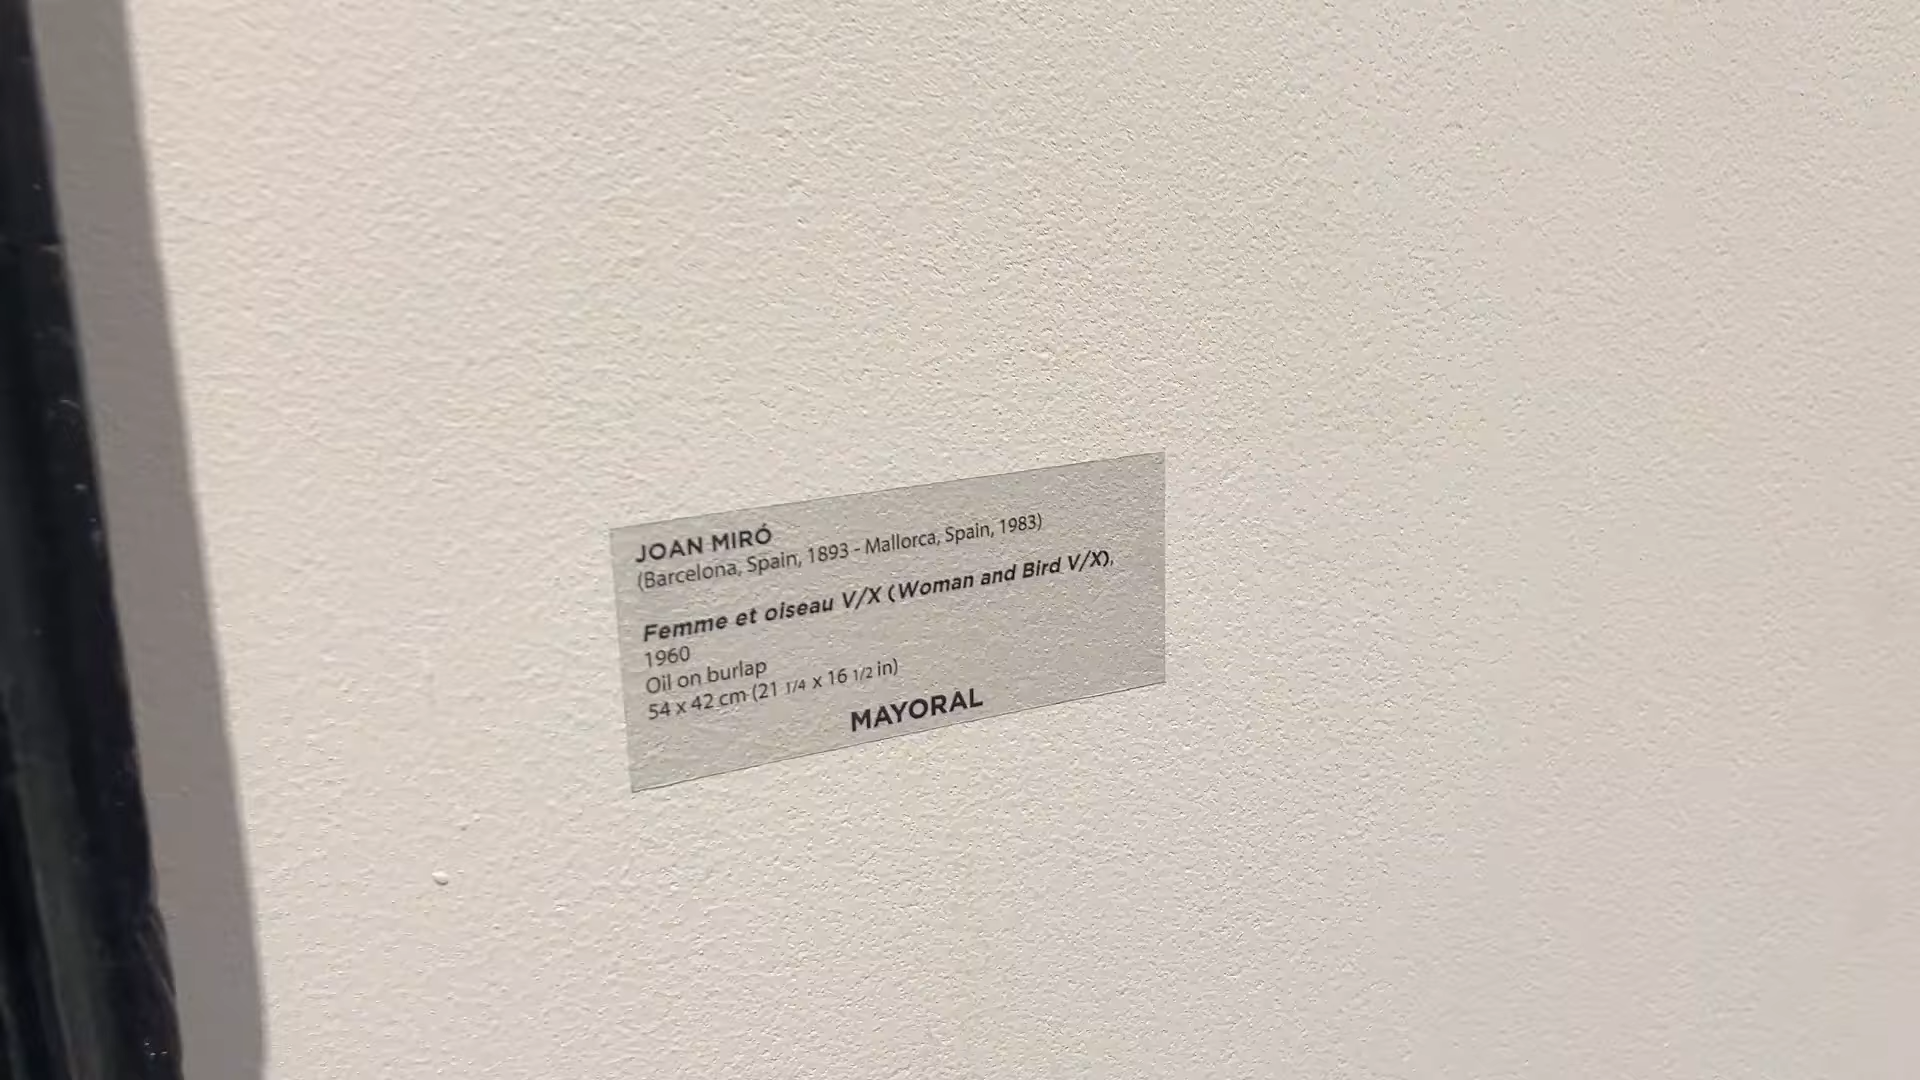 JOAN MIRÓ
(Barcelona, Spain, 1893 - Mallorca, Spain, 1983)
Femme et oiseau V/X (Woman and Bird V/X),
1960
Oil on burlap
54 x 42 cm (21 1/4 x 16 1/2 in)
MAYORAL